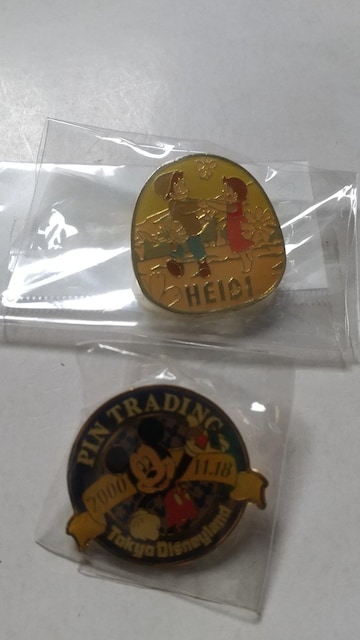 HEIDI
PIN TRADING
2000 11.18
Tokyo Disneyland